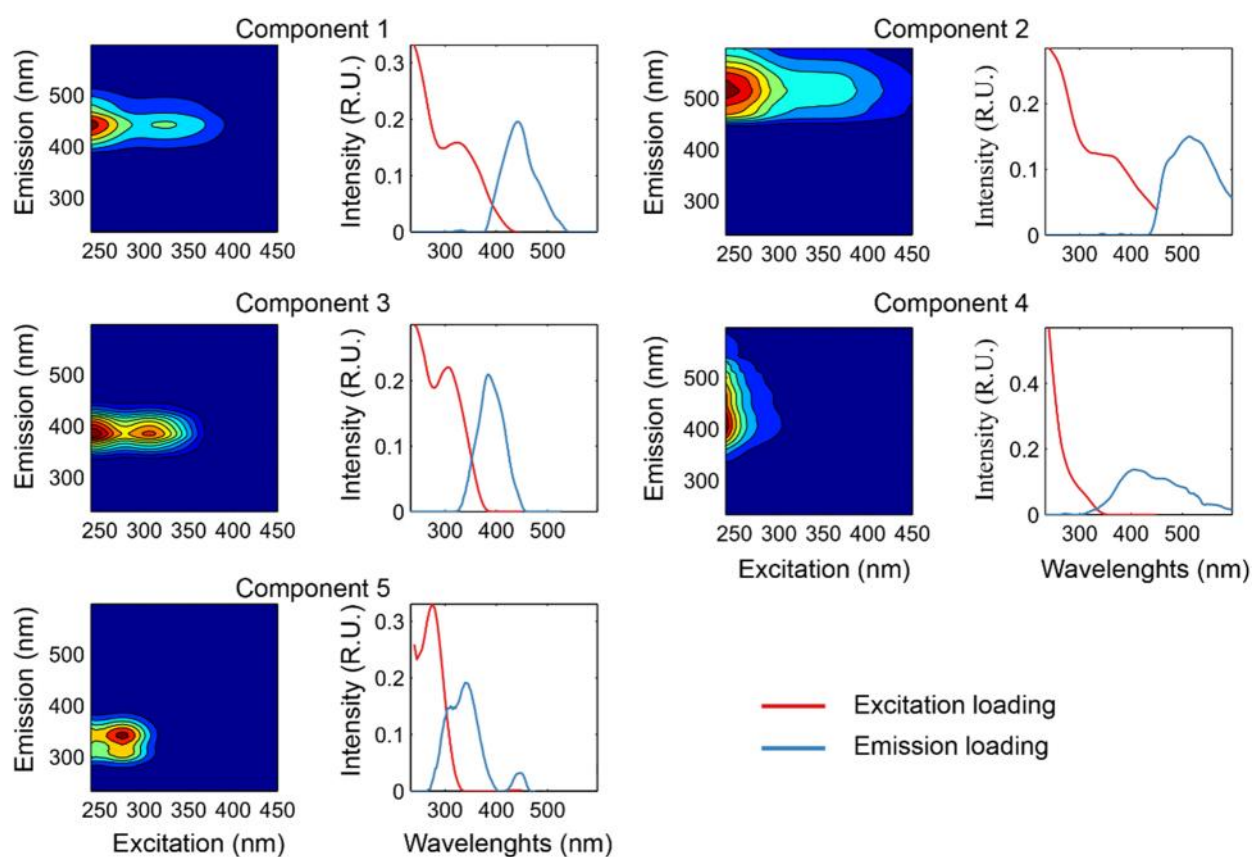 Component 1
Emission (nm)
500
400
300
250 300 350 400 450
Intensity (R.U.)
0.3
0.2
0.1
0
300 400 500
Component 2
Emission (nm)
500
400
300
250 300 350 400 450
Intensity (R.U.)
0.2
0.1
0
300 400 500
Component 3
Emission (nm)
500
400
300
250 300 350 400 450
Intensity (R.U.)
0.2
0.1
0
300 400 500
Component 4
Emission (nm)
500
400
300
250 300 350 400 450
Excitation (nm)
Intensity (R.U.)
0.4
0.2
0
300 400 500
Wavelenghts (nm)
Component 5
Emission (nm)
500
400
300
250 300 350 400 450
Excitation (nm)
Intensity (R.U.)
0.3
0.2
0.1
0
300 400 500
Wavelenghts (nm)
Excitation loading
Emission loading